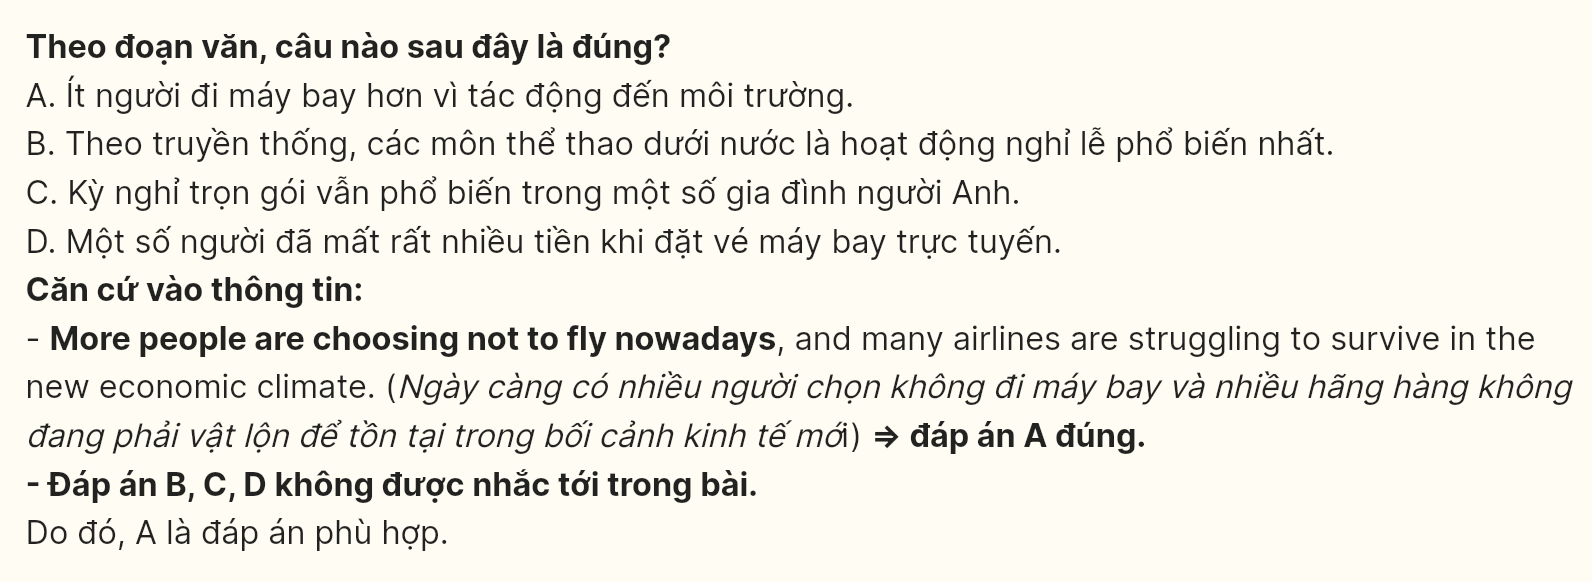 Theo đoạn văn, câu nào sau đây là đúng?
A. Ít người đi máy bay hơn vì tác động đến môi trường.
B. Theo truyền thống, các môn thể thao dưới nước là hoạt động nghỉ lễ phổ biến nhất.
C. Kỳ nghỉ trọn gói vẫn phổ biến trong một số gia đình người Anh.
D. Một số người đã mất rất nhiều tiền khi đặt vé máy bay trực tuyến.
Căn cứ vào thông tin:
- More people are choosing not to fly nowadays, and many airlines are struggling to survive in the
new economic climate. (Ngày càng có nhiều người chọn không đi máy bay và nhiều hãng hàng không
đang phải vật lộn để tồn tại trong bối cảnh kinh tế mới) ⇒ đáp án A đúng.
- Đáp án B, C, D không được nhắc tới trong bài.
Do đó, A là đáp án phù hợp.